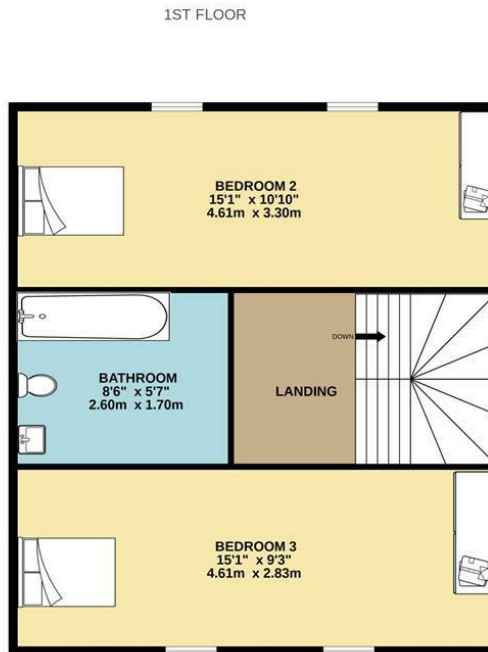 1ST FLOOR
BEDROOM 2
15'1" x 10'10"
4.61m x 3.30m
DOWN
BATHROOM
8'6" x 5'7"
2.60m x 1.70m
LANDING
BEDROOM 3
15'1" x 9'3"
4.61m x 2.83m